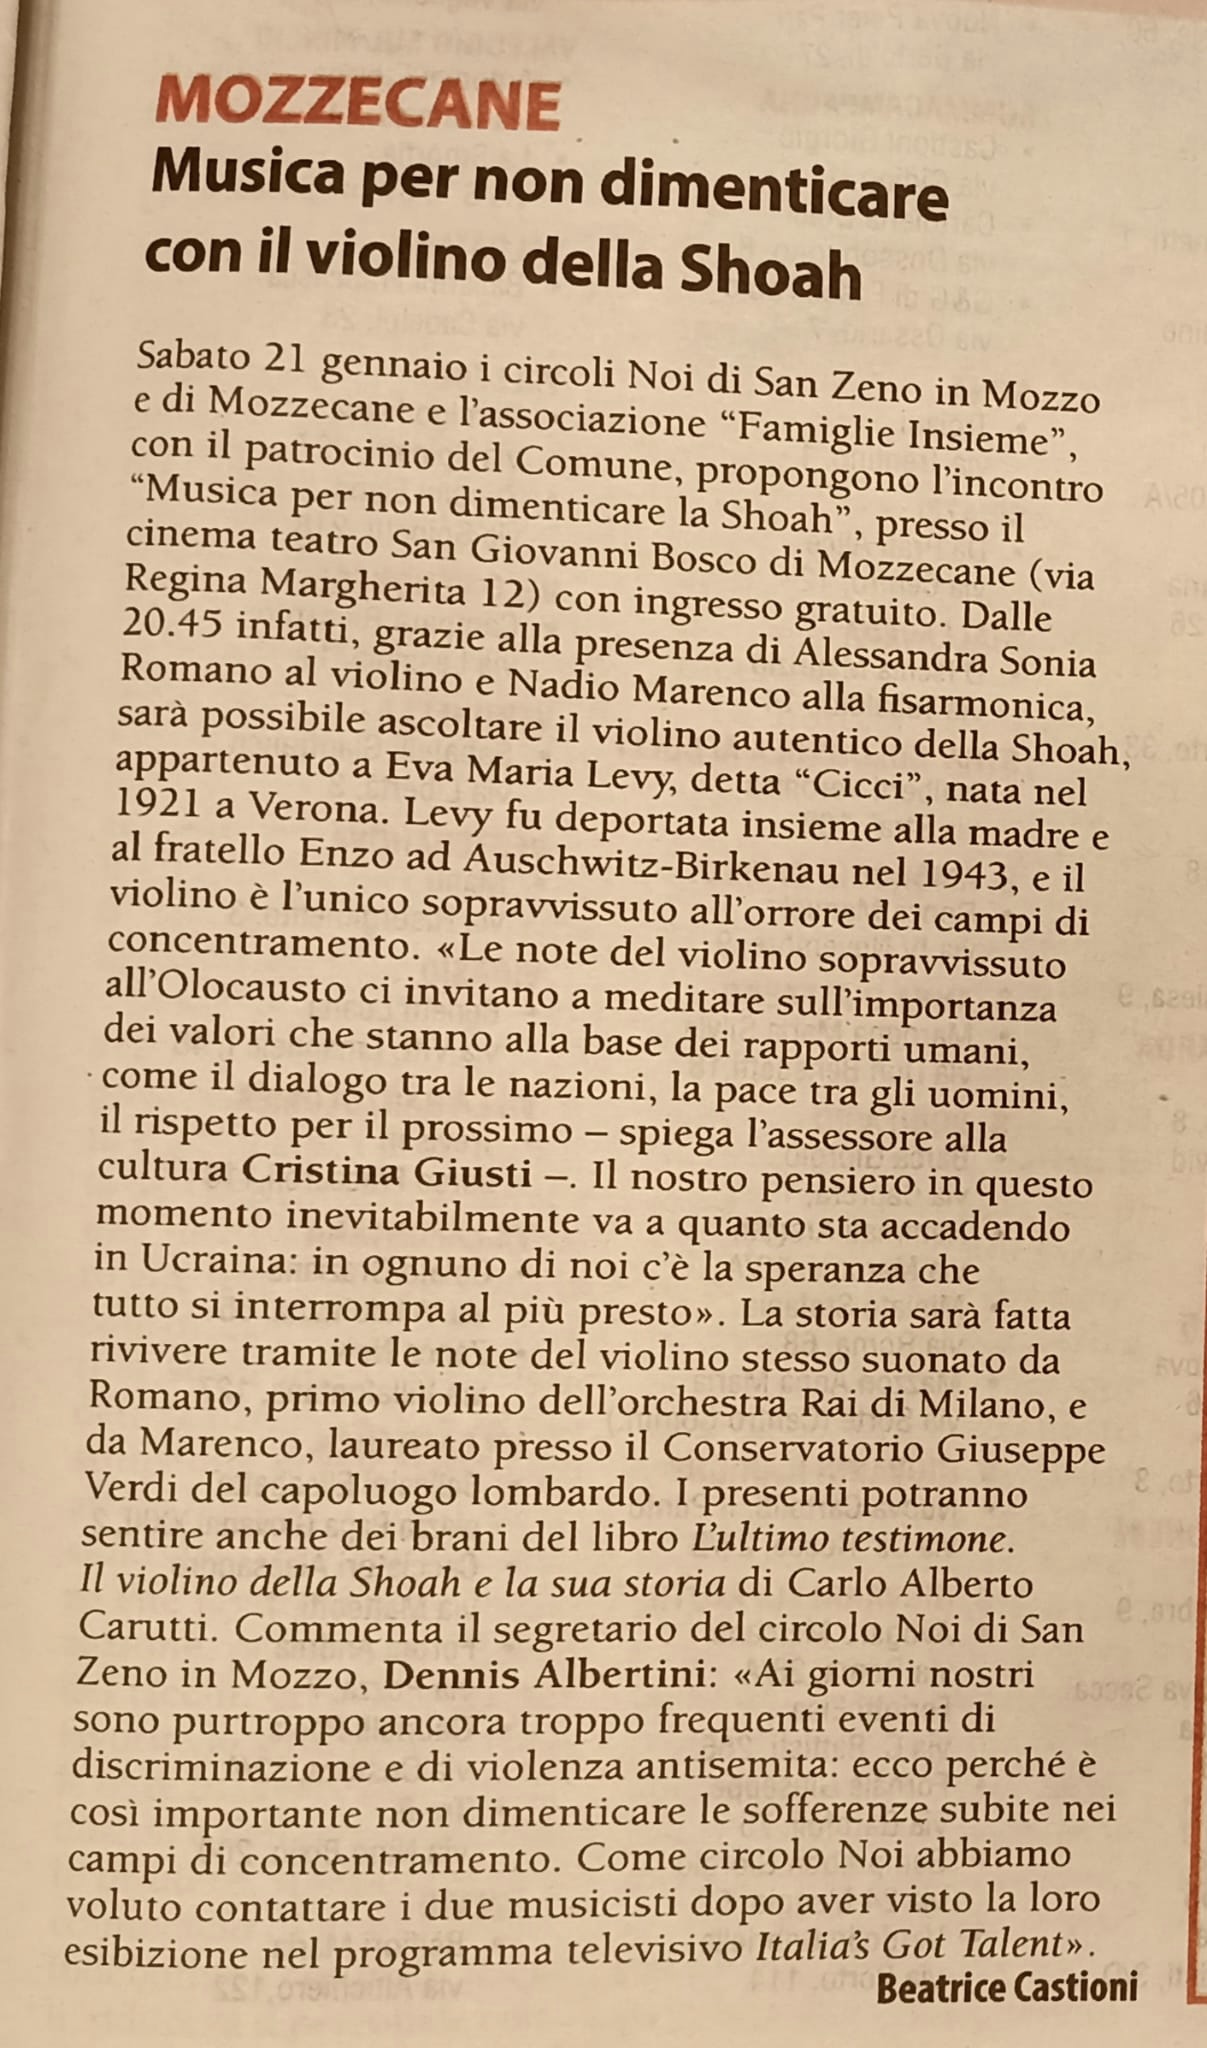 MOZZECANE
Musica per non dimenticare
con il violino della Shoah
Sabato 21 gennaio i circoli Noi di San Zeno in Mozzo
e di Mozzecane e l'associazione “Famiglie Insieme”,
con il patrocinio del Comune, propongono l'incontro
“Musica per non dimenticare la Shoah”, presso il
cinema teatro San Giovanni Bosco di Mozzecane (via
Regina Margherita 12) con ingresso gratuito. Dalle
20.45 infatti, grazie alla presenza di Alessandra Sonia
Romano al violino e Nadio Marenco alla fisarmonica,
sarà possibile ascoltare il violino autentico della Shoah,
appartenuto a Eva Maria Levy, detta “Cicci”, nata nel
1921 a Verona. Levy fu deportata insieme alla madre e
al fratello Enzo ad Auschwitz-Birkenau nel 1943, e il
violino è l'unico sopravvissuto all'orrore dei campi di
concentramento. «Le note del violino sopravvissuto
all'Olocausto ci invitano a meditare sull'importanza
dei valori che stanno alla base dei rapporti umani,
come il dialogo tra le nazioni, la pace tra gli uomini,
il rispetto per il prossimo – spiega l'assessore alla
cultura Cristina Giusti –. Il nostro pensiero in questo
momento inevitabilmente va a quanto sta accadendo
in Ucraina: in ognuno di noi c'è la speranza che
tutto si interrompa al più presto». La storia sarà fatta
rivivere tramite le note del violino stesso suonato da
Romano, primo violino dell'orchestra Rai di Milano, e
da Marenco, laureato presso il Conservatorio Giuseppe
Verdi del capoluogo lombardo. I presenti potranno
sentire anche dei brani del libro L'ultimo testimone.
Il violino della Shoah e la sua storia di Carlo Alberto
Carutti. Commenta il segretario del circolo Noi di San
Zeno in Mozzo, Dennis Albertini: «Ai giorni nostri
sono purtroppo ancora troppo frequenti eventi di
discriminazione e di violenza antisemita: ecco perché è
così importante non dimenticare le sofferenze subite nei
campi di concentramento. Come circolo Noi abbiamo
voluto contattare i due musicisti dopo aver visto la loro
esibizione nel programma televisivo Italia's Got Talent».
Beatrice Castioni